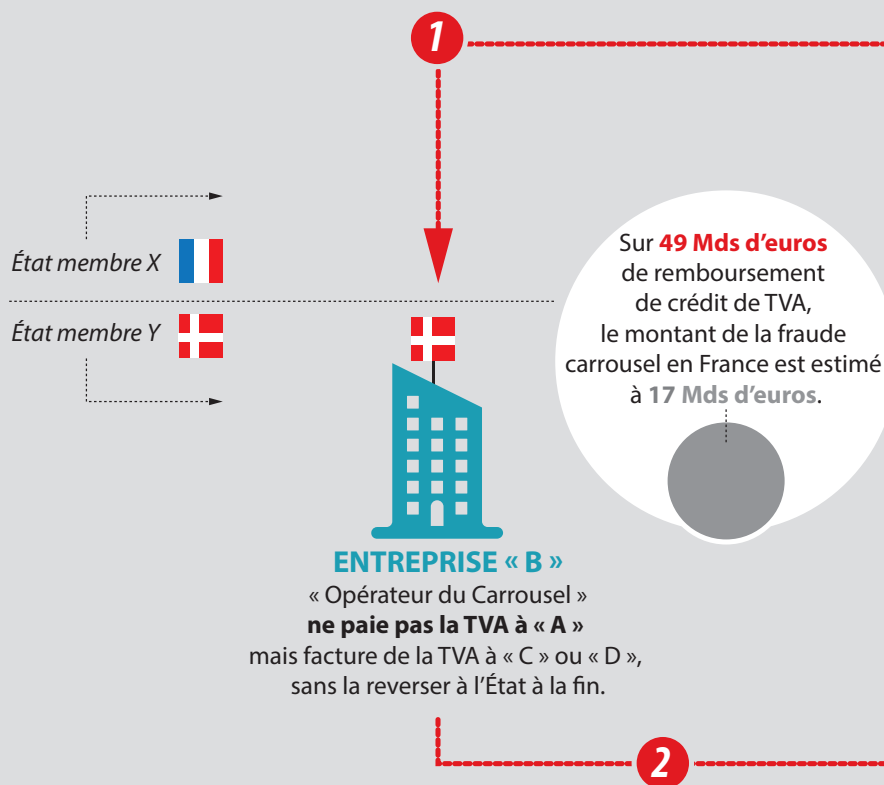 1
État membre X
État membre Y
Sur 49 Mds d’euros
de remboursement
de crédit de TVA,
le montant de la fraude
carrousel en France est estimé
à 17 Mds d’euros.
ENTREPRISE « B »
« Opérateur du Carrousel »
ne paie pas la TVA à « A »
mais facture de la TVA à « C » ou « D »,
sans la reverser à l’État à la fin.
2